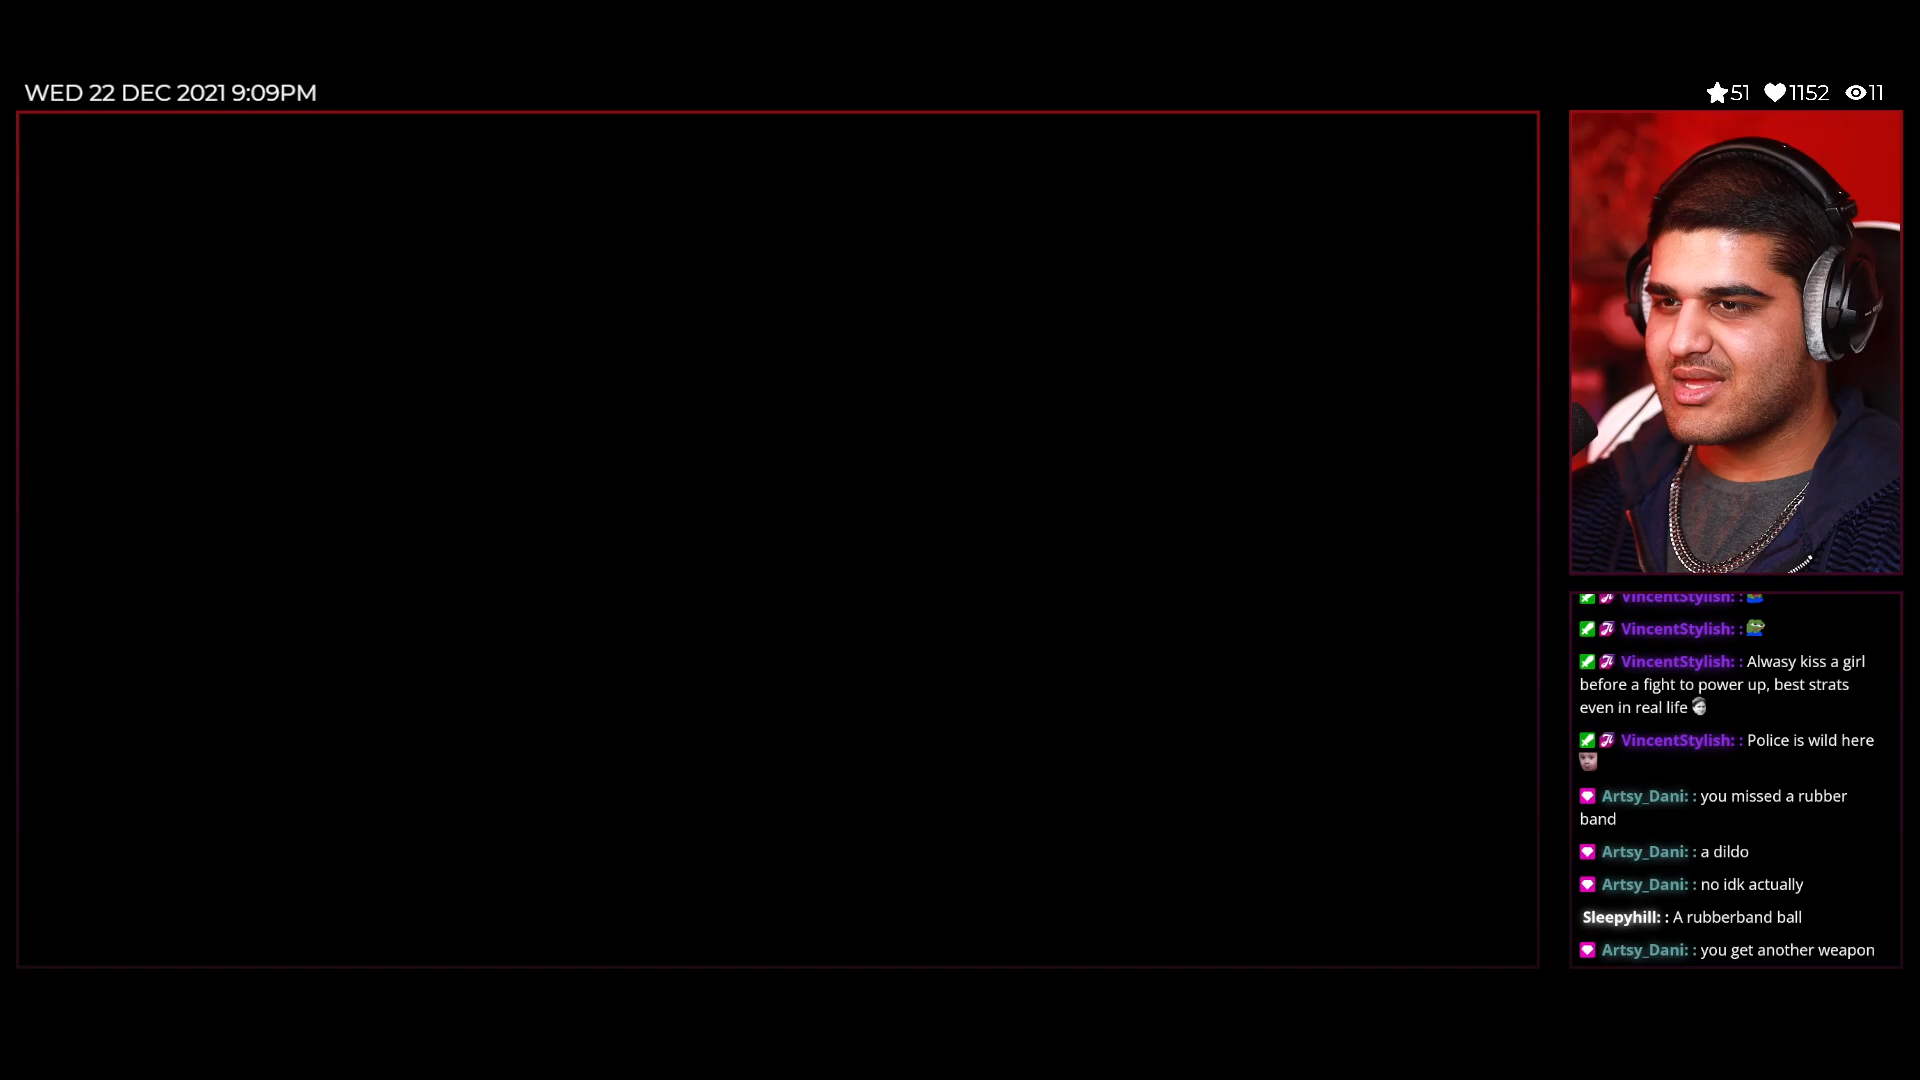 WED 22 DEC 2021 9:09PM
51 1152 11
VincentStylish: :
VincentStylish: :
VincentStylish: : Alwasy kiss a girl
before a fight to power up, best strats
even in real life
VincentStylish: : Police is wild here
Artsy_Dani: : you missed a rubber
band
Artsy_Dani: : a dildo
Artsy_Dani: : no idk actually
Sleepyhill: : A rubberband ball
Artsy_Dani: : you get another weapon